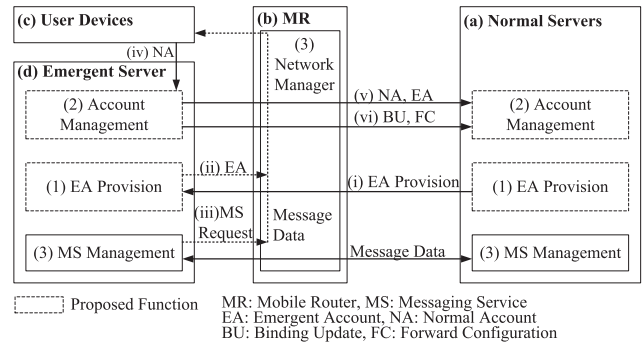 (c) User Devices
(b) MR
(a) Normal Servers
(iv) NA
(3)
Network
Manager
(d) Emergent Server
(2) Account
Management
(v) NA, EA
(vi) BU, FC
(2) Account
Management
(ii) EA
(1) EA Provision
(i) EA Provision
(1) EA Provision
(iii)MS
Request
Message
Data
(3) MS Management
Message Data
(3) MS Management
Proposed Function
MR: Mobile Router, MS: Messaging Service
EA: Emergent Account, NA: Normal Account
BU: Binding Update, FC: Forward Configuration